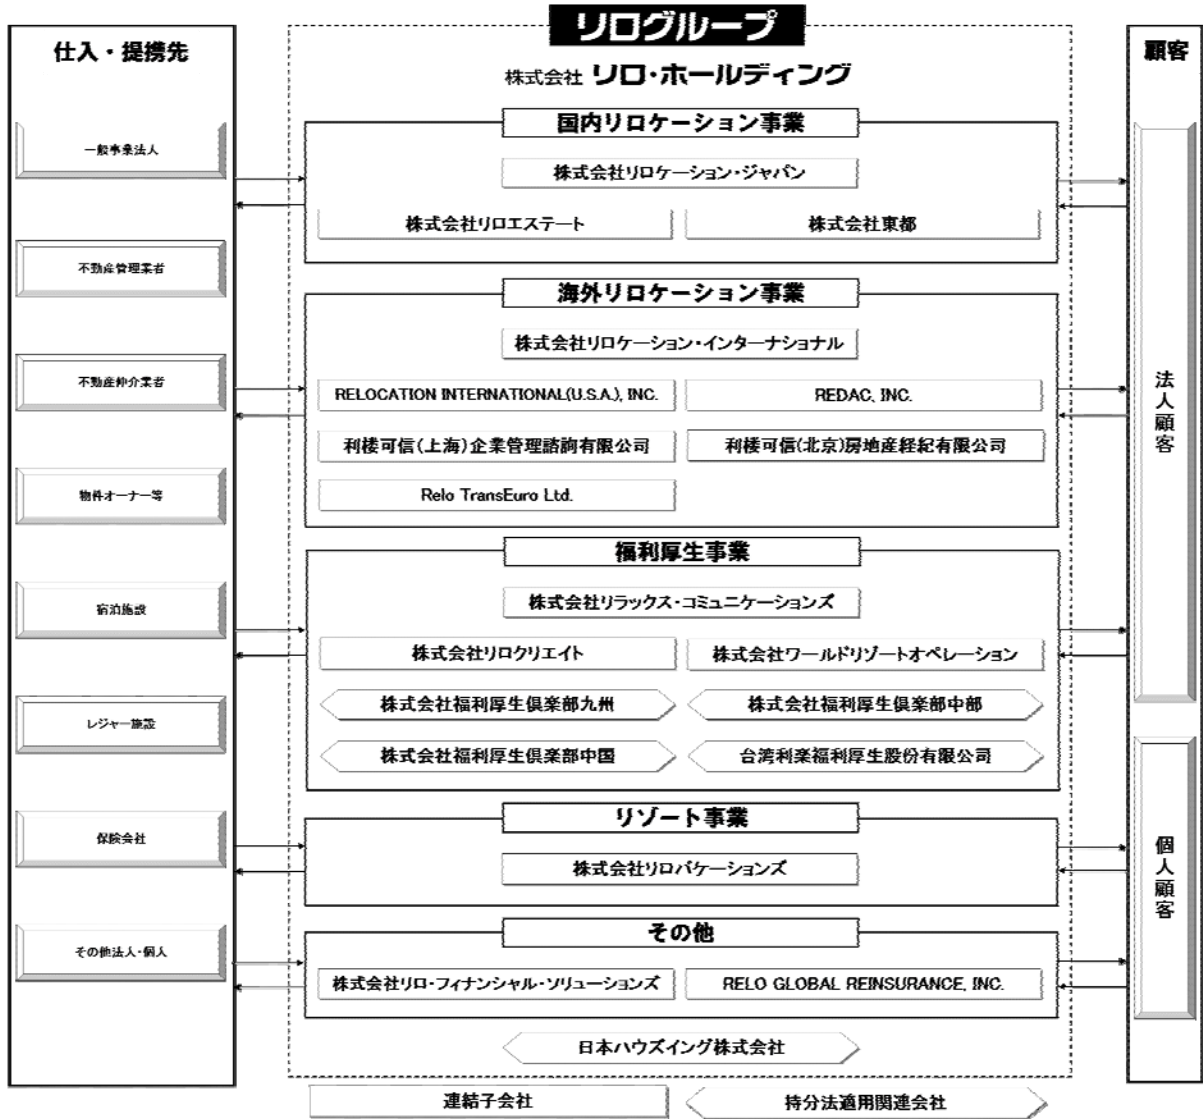 仕入・提携先
一般事業法人
不動産管理業者
不動産仲介業者
物件オーナー等
宿泊施設
レジャー施設
保険会社
その他法人・個人
リログループ
株式会社 リロ・ホールディング
国内リロケーション事業
株式会社リロケーション・ジャパン
株式会社リロエステート
株式会社東都
海外リロケーション事業
株式会社リロケーション・インターナショナル
RELOCATION INTERNATIONAL(U.S.A.), INC.
REDAC, INC.
利楼可信(上海)企業管理諮詢有限公司
利楼可信(北京)房地産経紀有限公司
Relo TransEuro Ltd.
福利厚生事業
株式会社リラックス・コミュニケーションズ
株式会社リロクリエイト
株式会社ワールドリゾートオペレーション
株式会社福利厚生倶楽部九州
株式会社福利厚生倶楽部中部
株式会社福利厚生倶楽部中国
台湾利楽福利厚生股份有限公司
リゾート事業
株式会社リロバケーションズ
その他
株式会社リロ・フィナンシャル・ソリューションズ
RELO GLOBAL REINSURANCE, INC.
日本ハウズイング株式会社
連結子会社
持分法適用関連会社
顧客
法人顧客
個人顧客